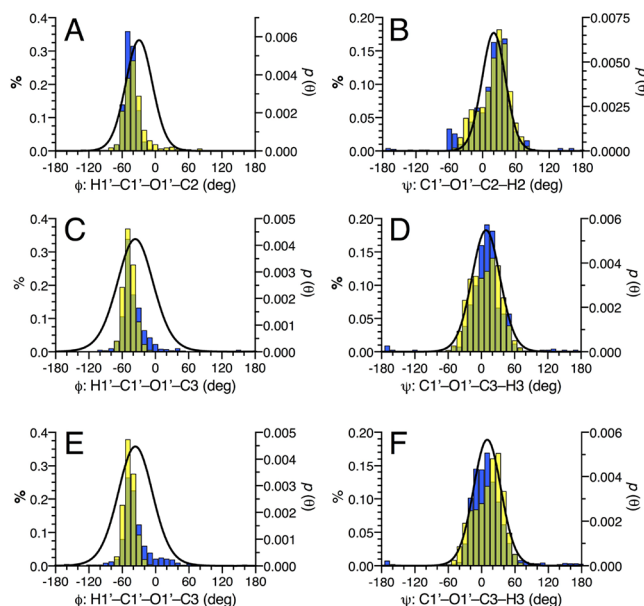 A
0.4
0.3
0.2
0.1
0.0
%
0.006
0.004
0.002
0.000
p (θ)
-180 -120 -60 0 60 120 180
ϕ: H1'–C1'–O1'–C2 (deg)
B
0.20
0.15
0.10
0.05
0.00
%
0.0075
0.0050
0.0025
0.0000
p (θ)
-180 -120 -60 0 60 120 180
ψ: C1'–O1'–C2–H2 (deg)
C
0.4
0.3
0.2
0.1
0.0
%
0.005
0.004
0.003
0.002
0.001
0.000
p (θ)
-180 -120 -60 0 60 120 180
ϕ: H1'–C1'–O1'–C3 (deg)
D
0.20
0.15
0.10
0.05
0.00
%
0.006
0.004
0.002
0.000
p (θ)
-180 -120 -60 0 60 120 180
ψ: C1'–O1'–C3–H3 (deg)
E
0.4
0.3
0.2
0.1
0.0
%
0.005
0.004
0.003
0.002
0.001
0.000
p (θ)
-180 -120 -60 0 60 120 180
ϕ: H1'–C1'–O1'–C3 (deg)
F
0.20
0.15
0.10
0.05
0.00
%
0.006
0.004
0.002
0.000
p (θ)
-180 -120 -60 0 60 120 180
ψ: C1'–O1'–C3–H3 (deg)